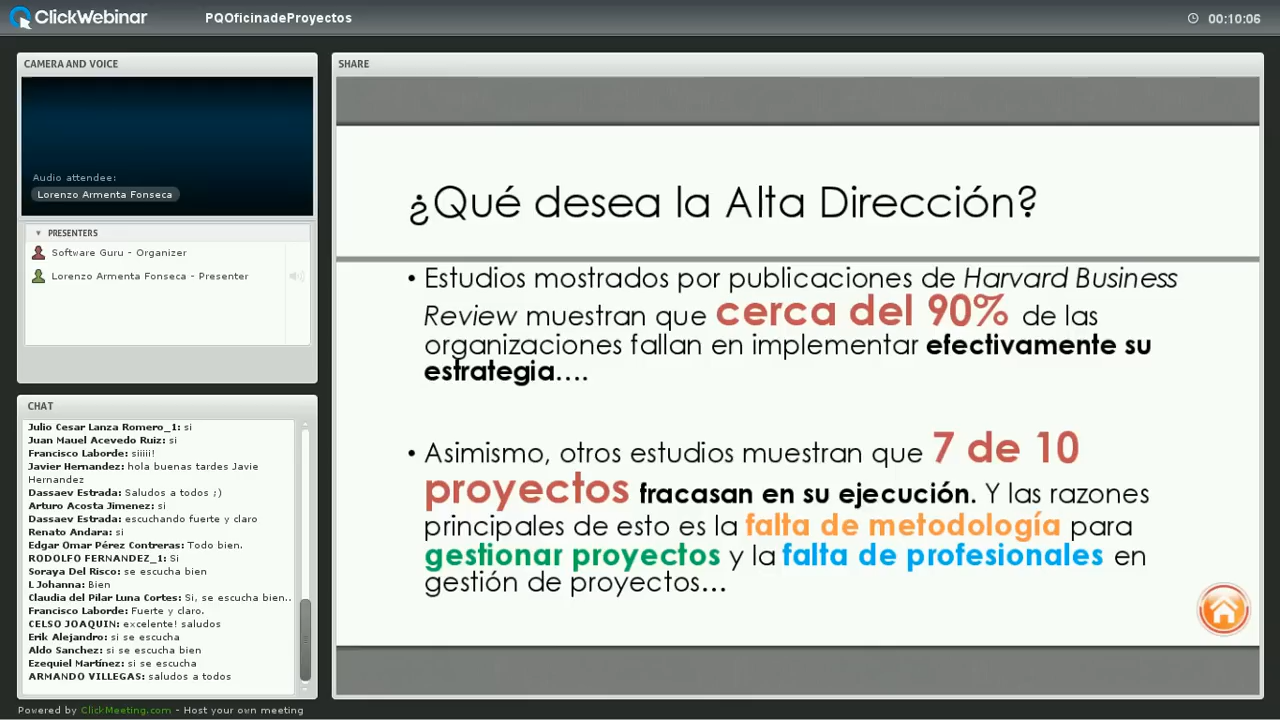 ClickWebinar
PQOficinadeProyectos
00:10:06
CAMERA AND VOICE
Audio attendee:
Lorenzo Armenta Fonseca
PRESENTERS
Software Guru - Organizer
Lorenzo Armenta Fonseca - Presenter
CHAT
Julio Cesar Lanza Romero_1: si
Juan Mauel Acevedo Ruiz: si
Francisco Laborde: siiiii!
Javier Hernandez: hola buenas tardes Javie
Hernandez
Dassaev Estrada: Saludos a todos ;)
Arturo Acosta Jimenez: si
Dassaev Estrada: escuchando fuerte y claro
Renato Andara: si
Edgar Omar Pérez Contreras: Todo bien.
RODOLFO FERNANDEZ_1: Si
Soraya Del Risco: se escucha bien
L Johanna: Bien
Claudia del Pilar Luna Cortes: Si, se escucha bien..
Francisco Laborde: Fuerte y claro.
CELSO JOAQUIN: excelente! saludos
Erik Alejandro: si se escucha
Aldo Sanchez: si se escucha bien
Ezequiel Martínez: si se escucha
ARMANDO VILLEGAS: saludos a todos
SHARE
¿Qué desea la Alta Dirección?
• Estudios mostrados por publicaciones de Harvard Business
Review muestran que cerca del 90% de las
organizaciones fallan en implementar efectivamente su
estrategia....
• Asimismo, otros estudios muestran que 7 de 10
proyectos fracasan en su ejecución. Y las razones
principales de esto es la falta de metodología para
gestionar proyectos y la falta de profesionales en
gestión de proyectos...
Powered by ClickMeeting.com - Host your own meeting